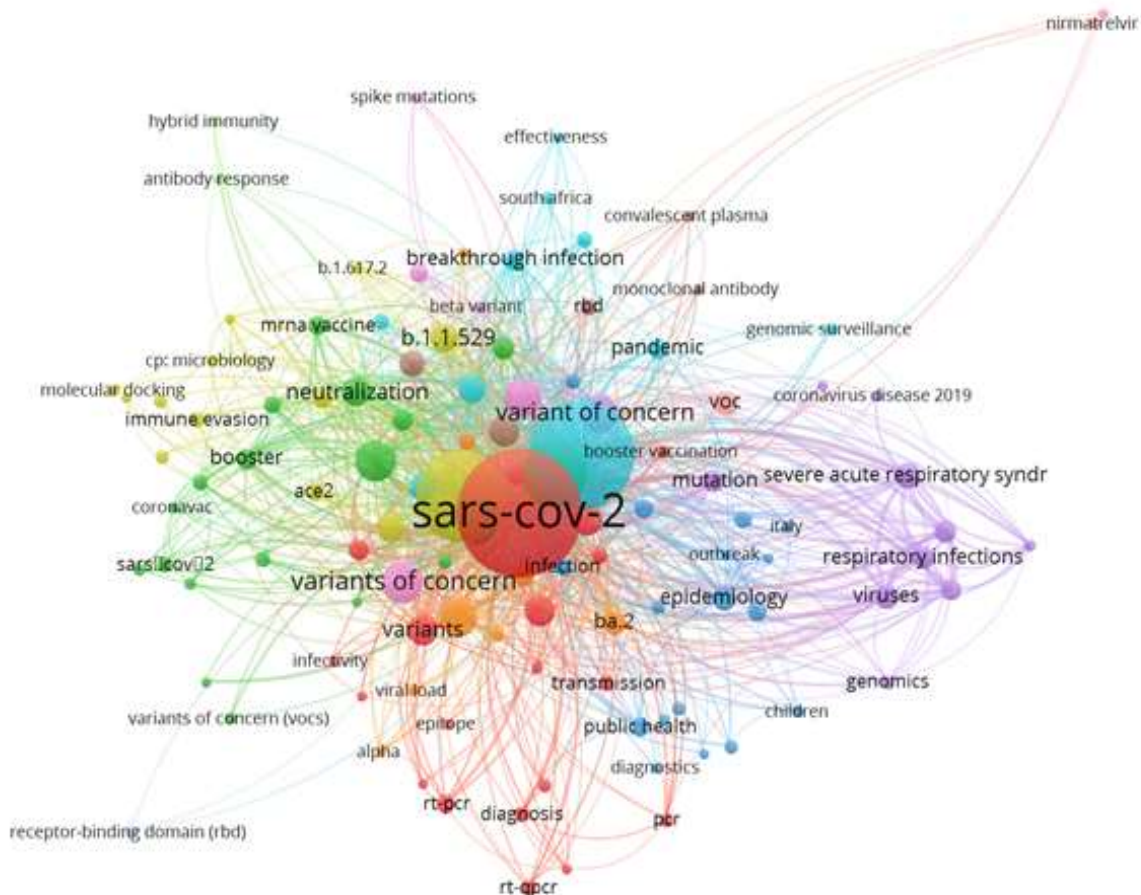 nirmatrelvir
spike mutations
hybrid immunity
effectiveness
antibody response
south africa
convalescent plasma
breakthrough infection
b.1.617.2
monoclonal antibody
beta variant
rbd
mrna vaccine
genomic surveillance
b.1.1.529
pandemic
cp: microbiology
molecular docking
neutralization
coronavirus disease 2019
variant of concern
voc
immune evasion
booster vaccination
booster
mutation
severe acute respiratory syndr
ace2
coronavac
sars-cov-2
italy
outbreak
respiratory infections
sars‐cov‐2
infection
variants of concern
epidemiology
viruses
variants
ba.2
infectivity
transmission
genomics
viral load
variants of concern (vocs)
epitope
public health
children
alpha
diagnostics
rt-pcr
diagnosis
pcr
receptor-binding domain (rbd)
rt-qpcr